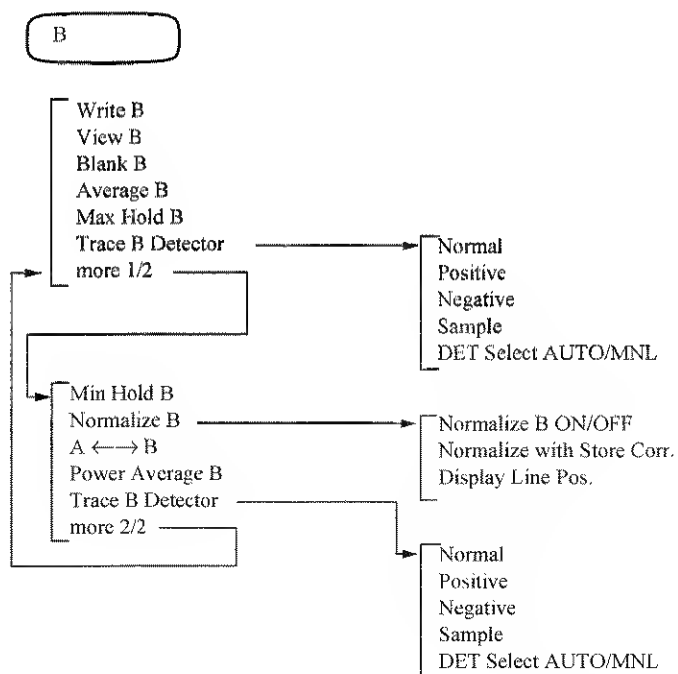 B
Write B
View B
Blank B
Average B
Max Hold B
Trace B Detector
more 1/2
Normal
Positive
Negative
Sample
DET Select AUTO/MNL
Min Hold B
Normalize B
A ←→ B
Power Average B
Trace B Detector
more 2/2
Normalize B ON/OFF
Normalize with Store Corr.
Display Line Pos.
Normal
Positive
Negative
Sample
DET Select AUTO/MNL